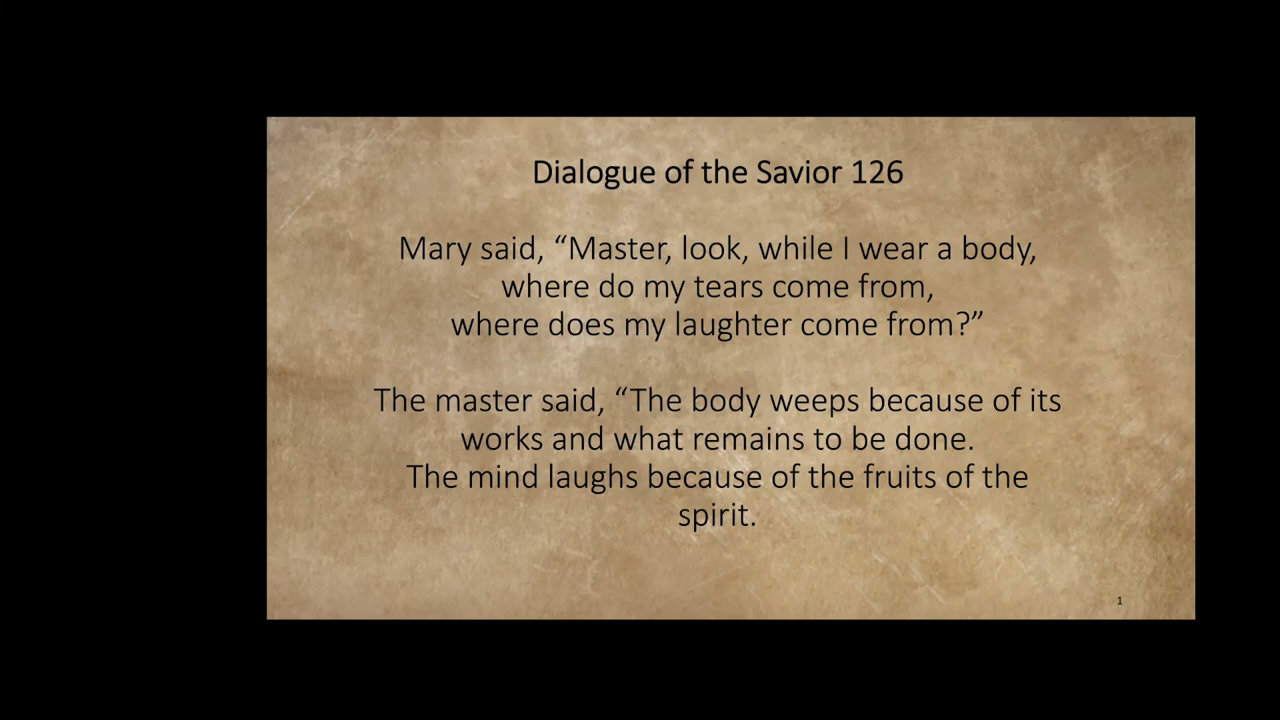 Dialogue of the Savior 126
Mary said, “Master, look, while I wear a body,
where do my tears come from,
where does my laughter come from?”
The master said, “The body weeps because of its
works and what remains to be done.
The mind laughs because of the fruits of the
spirit.
1